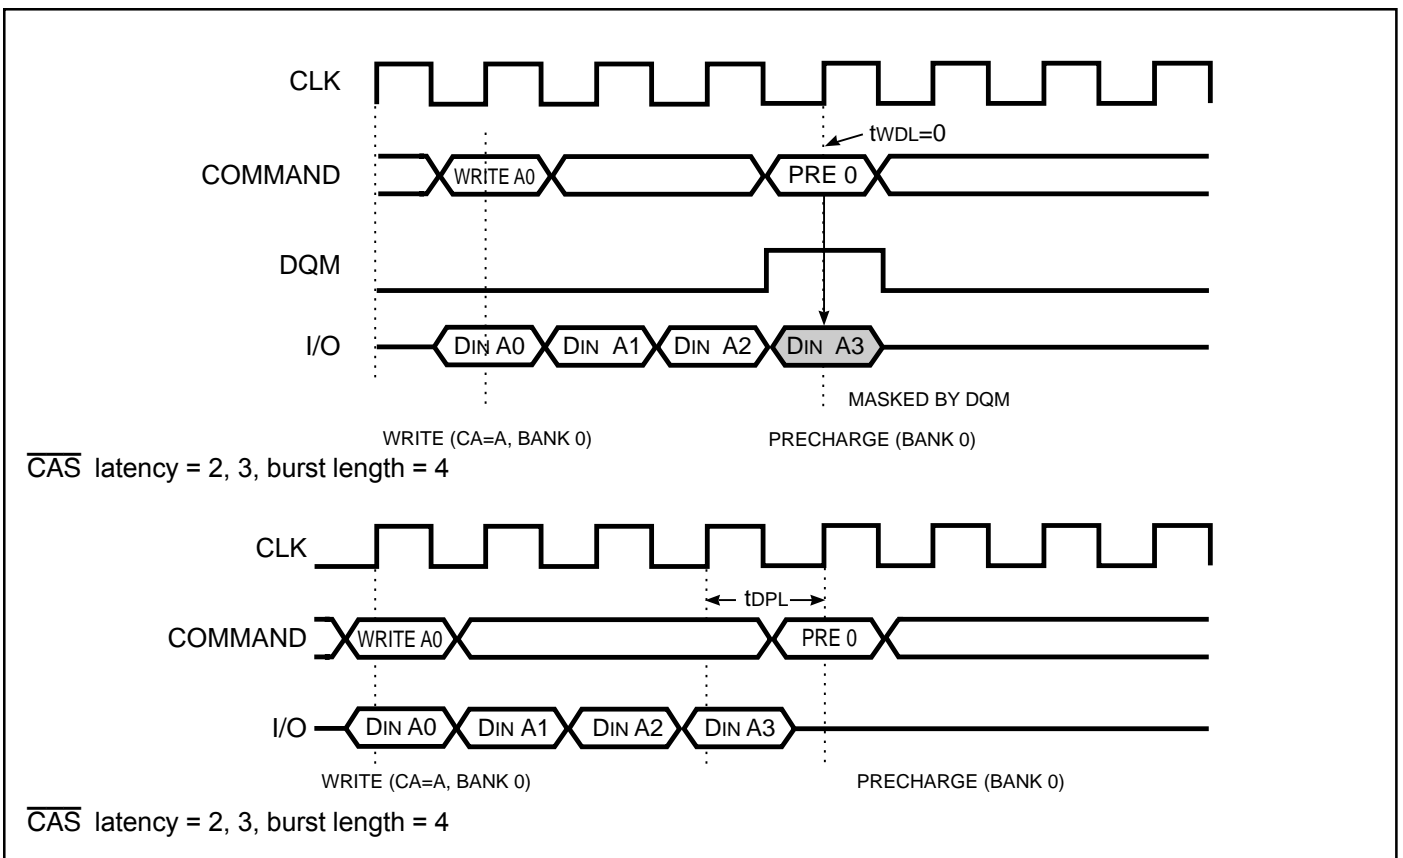 CLK
tWDL=0
COMMAND WRITE A0 PRE 0
DQM
I/O DIN A0 DIN A1 DIN A2 DIN A3
MASKED BY DQM
WRITE (CA=A, BANK 0) PRECHARGE (BANK 0)
CAS latency = 2, 3, burst length = 4
CLK
tDPL
COMMAND WRITE A0 PRE 0
I/O DIN A0 DIN A1 DIN A2 DIN A3
WRITE (CA=A, BANK 0) PRECHARGE (BANK 0)
CAS latency = 2, 3, burst length = 4